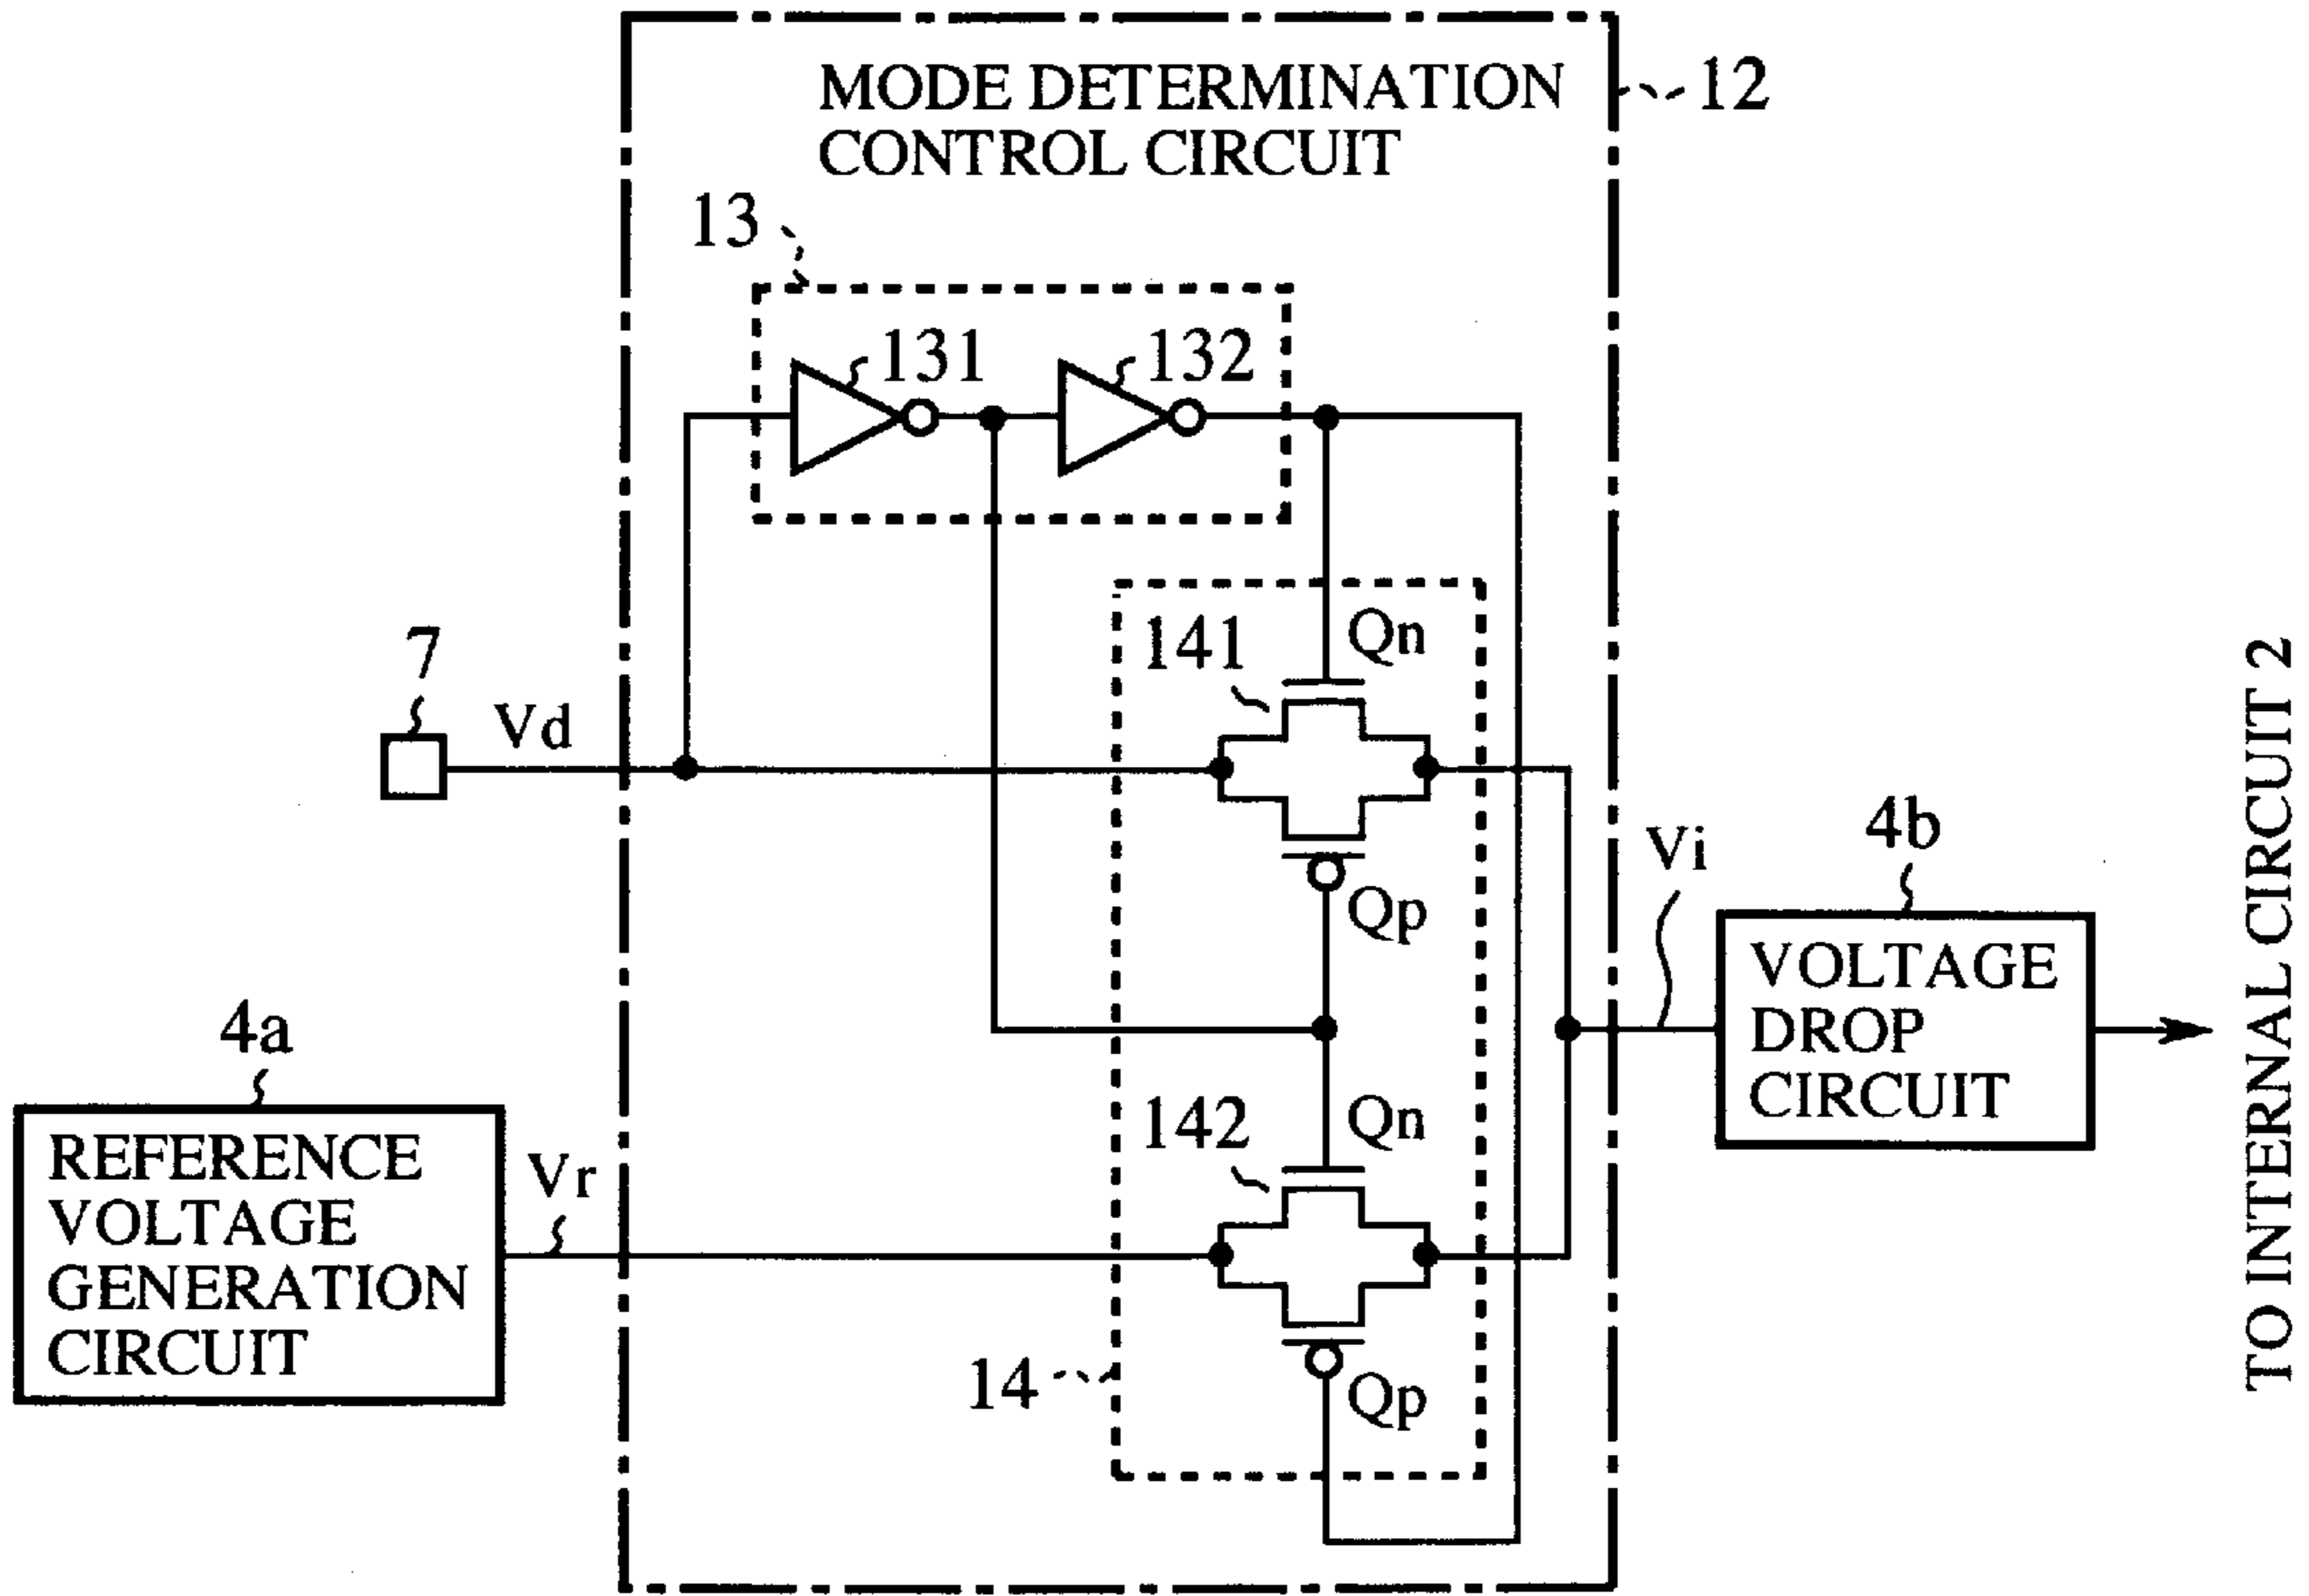 MODE DETERMINATION
CONTROL CIRCUIT
12
13
131
132
141
Qn
7
Vd
Qp
Vi
4b
VOLTAGE
DROP
CIRCUIT
TO INTERNAL CIRCUIT 2
4a
REFERENCE
VOLTAGE
GENERATION
CIRCUIT
Vr
142
Qn
14
Qp